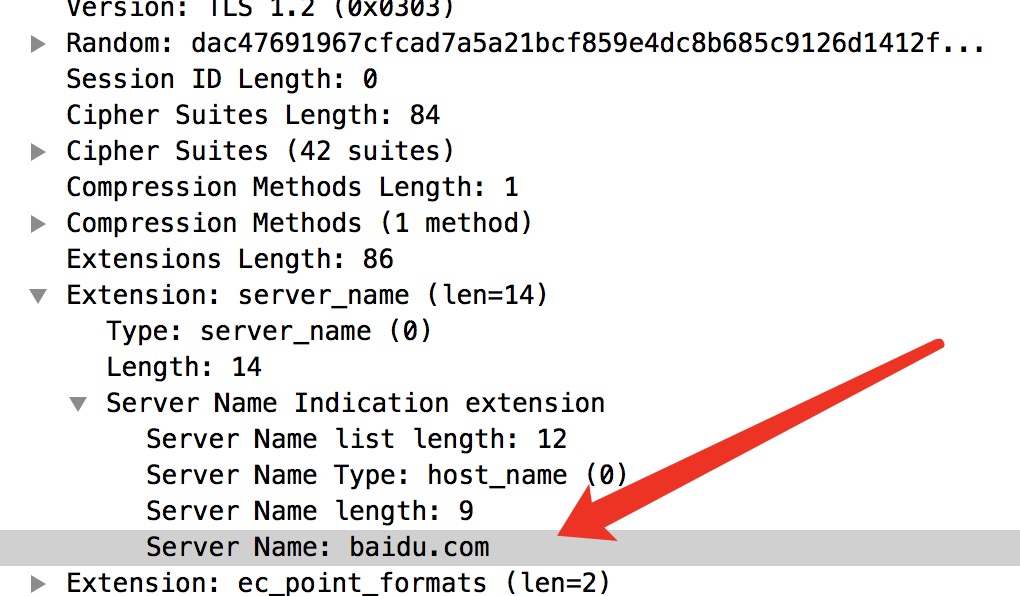 Version: TLS 1.2 (0x0303)
Random: dac47691967cfcad7a5a21bcf859e4dc8b685c9126d1412f...
Session ID Length: 0
Cipher Suites Length: 84
Cipher Suites (42 suites)
Compression Methods Length: 1
Compression Methods (1 method)
Extensions Length: 86
Extension: server_name (len=14)
Type: server_name (0)
Length: 14
Server Name Indication extension
Server Name list length: 12
Server Name Type: host_name (0)
Server Name length: 9
Server Name: baidu.com
Extension: ec_point_formats (len=2)